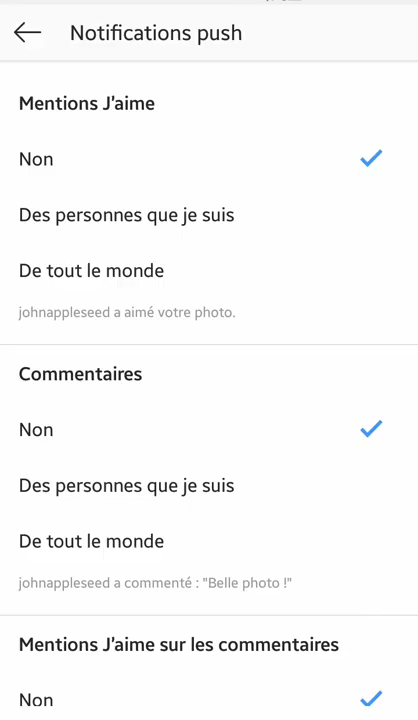 Notifications push
Mentions J'aime
Non
Des personnes que je suis
De tout le monde
johnappleseed a aimé votre photo.
Commentaires
Non
Des personnes que je suis
De tout le monde
johnappleseed a commenté : "Belle photo !"
Mentions J'aime sur les commentaires
Non